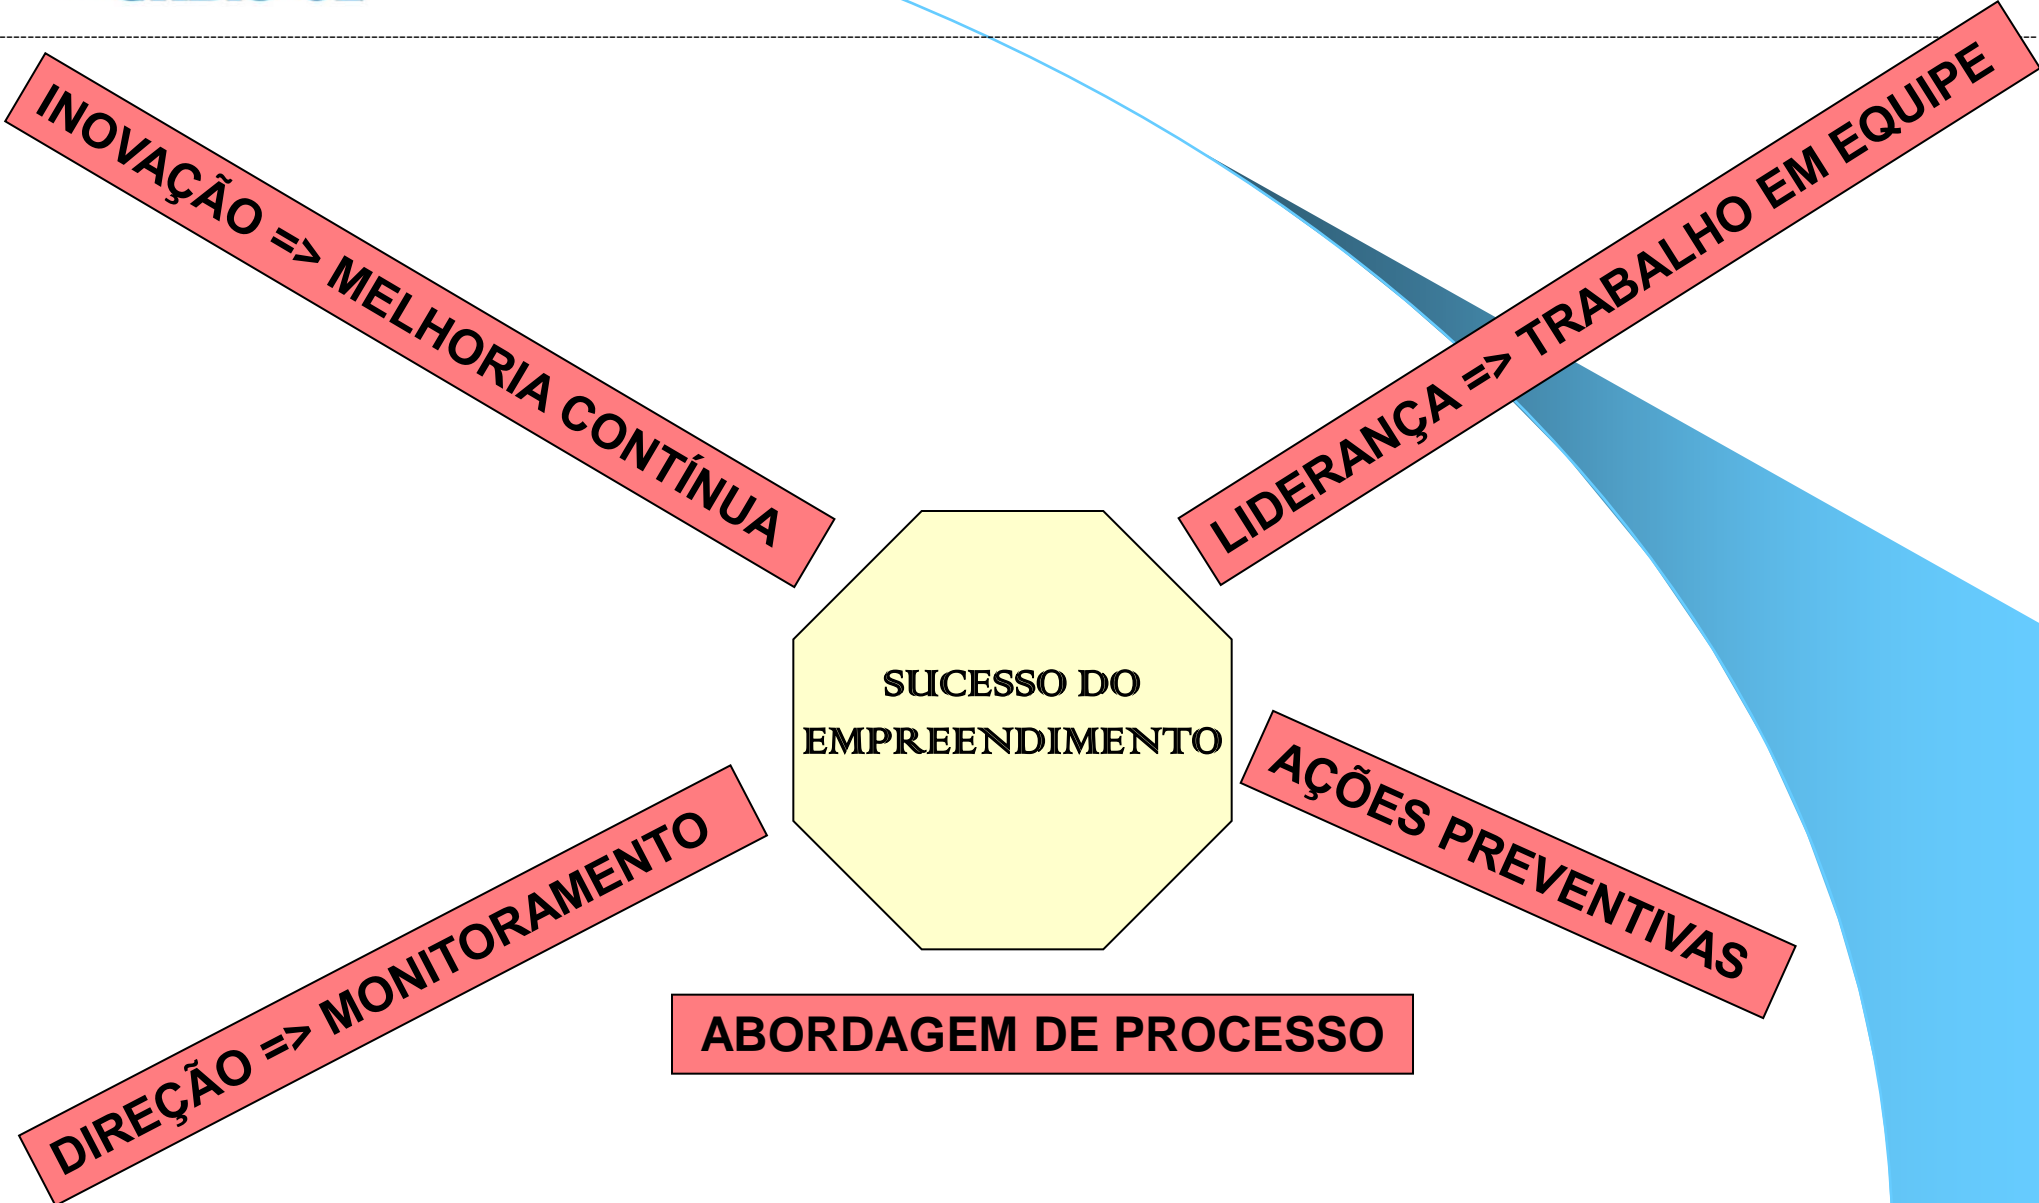 INOVAÇÃO => MELHORIA CONTÍNUA
LIDERANÇA => TRABALHO EM EQUIPE
SUCESSO DO
EMPREENDIMENTO
AÇÕES PREVENTIVAS
DIREÇÃO => MONITORAMENTO
ABORDAGEM DE PROCESSO